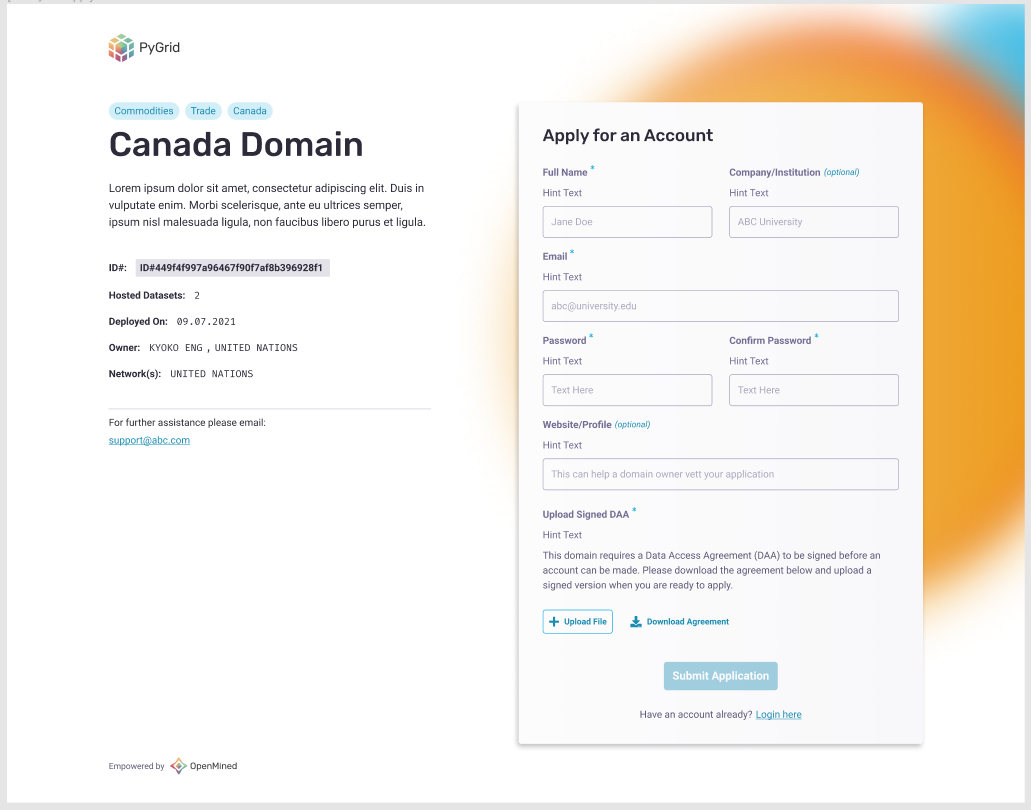 PyGrid
Commodities Trade Canada
Canada Domain
Lorem ipsum dolor sit amet, consectetur adipiscing elit. Duis in
vulputate enim. Morbi scelerisque, ante eu ultrices semper,
ipsum nisl malesuada ligula, non faucibus libero purus et ligula.
ID#: ID#449f4f997a96467f90f7af8b396928f1
Hosted Datasets: 2
Deployed On: 09.07.2021
Owner: KYOKO ENG , UNITED NATIONS
Network(s): UNITED NATIONS
For further assistance please email:
support@abc.com
Apply for an Account
Full Name * Company/Institution (optional)
Hint Text Hint Text
Jane Doe ABC University
Email *
Hint Text
abc@university.edu
Password * Confirm Password *
Hint Text Hint Text
Text Here Text Here
Website/Profile (optional)
Hint Text
This can help a domain owner vett your application
Upload Signed DAA *
Hint Text
This domain requires a Data Access Agreement (DAA) to be signed before an
account can be made. Please download the agreement below and upload a
signed version when you are ready to apply.
Upload File Download Agreement
Submit Application
Have an account already? Login here
Empowered by OpenMined